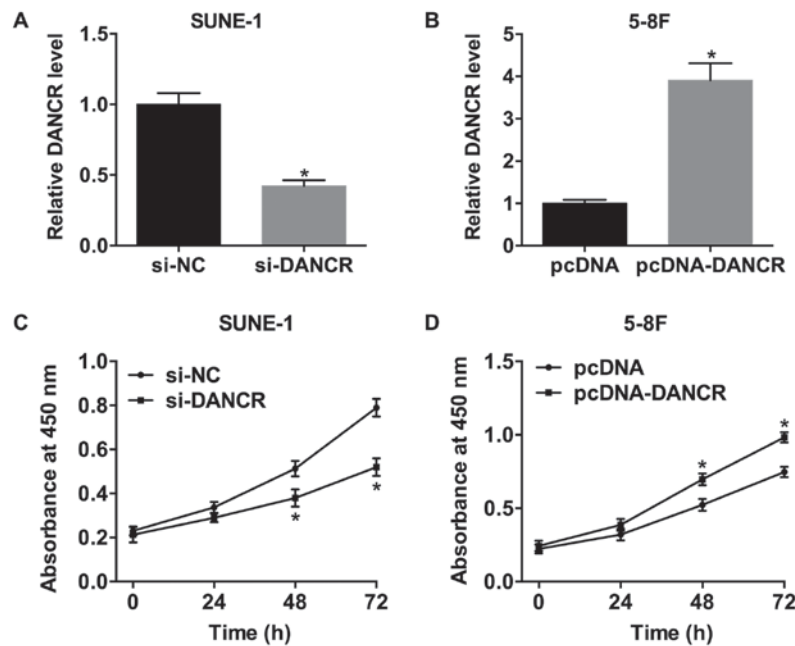 A
SUNE-1
Relative DANCR level
1.5
1.0
0.5
0.0
*
si-NC
si-DANCR
B
5-8F
Relative DANCR level
5
4
3
2
1
0
*
pcDNA
pcDNA-DANCR
C
SUNE-1
Absorbance at 450 nm
1.0
0.8
0.6
0.4
0.2
0.0
si-NC
si-DANCR
*
*
0
24
48
72
Time (h)
D
5-8F
Absorbance at 450 nm
1.5
1.0
0.5
0.0
pcDNA
pcDNA-DANCR
*
*
0
24
48
72
Time (h)